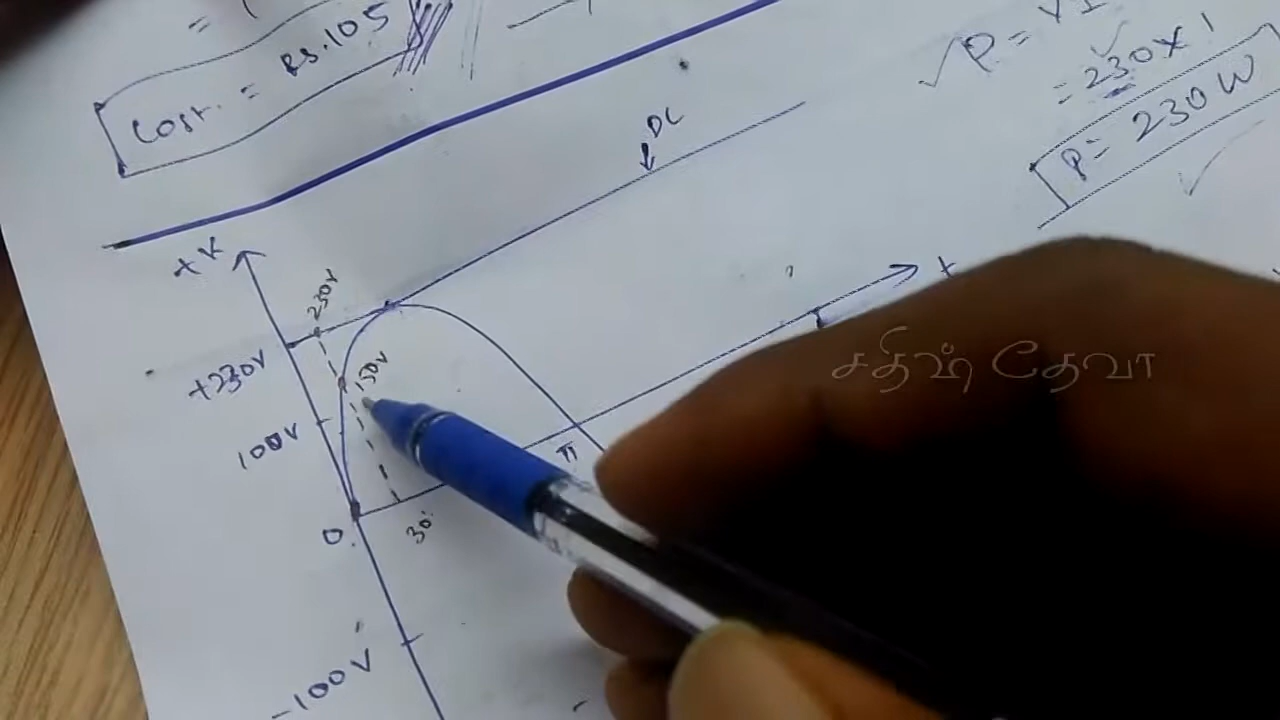 Cost. = Rs.105
P = VI
= 230 x 1
P = 230 W
DC
+V
230V
+230V
150V
100V
0
30°
π
-100V
சதிஷ் தேவா